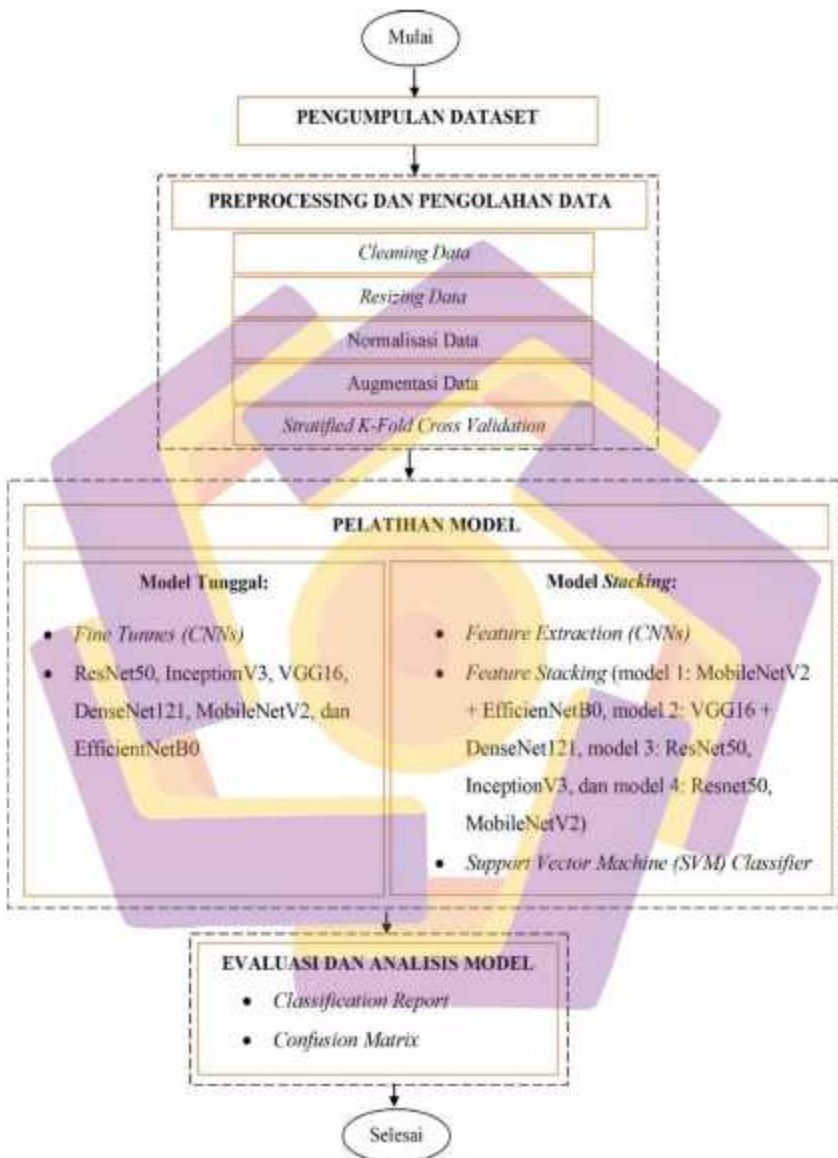 Mulai
PENGUMPULAN DATASET
PREPROCESSING DAN PENGOLAHAN DATA
Cleaning Data
Resizing Data
Normalisasi Data
Augmentasi Data
Stratified K-Fold Cross Validation
PELATIHAN MODEL
Model Tunggal:
• Fine Tunnes (CNNs)
• ResNet50, InceptionV3, VGG16,
DenseNet121, MobileNetV2, dan
EfficientNetB0
Model Stacking:
• Feature Extraction (CNNs)
• Feature Stacking (model 1: MobileNetV2
+ EfficienNetB0, model 2: VGG16 +
DenseNet121, model 3: ResNet50,
InceptionV3, dan model 4: Resnet50,
MobileNetV2)
• Support Vector Machine (SVM) Classifier
EVALUASI DAN ANALISIS MODEL
• Classification Report
• Confusion Matrix
Selesai